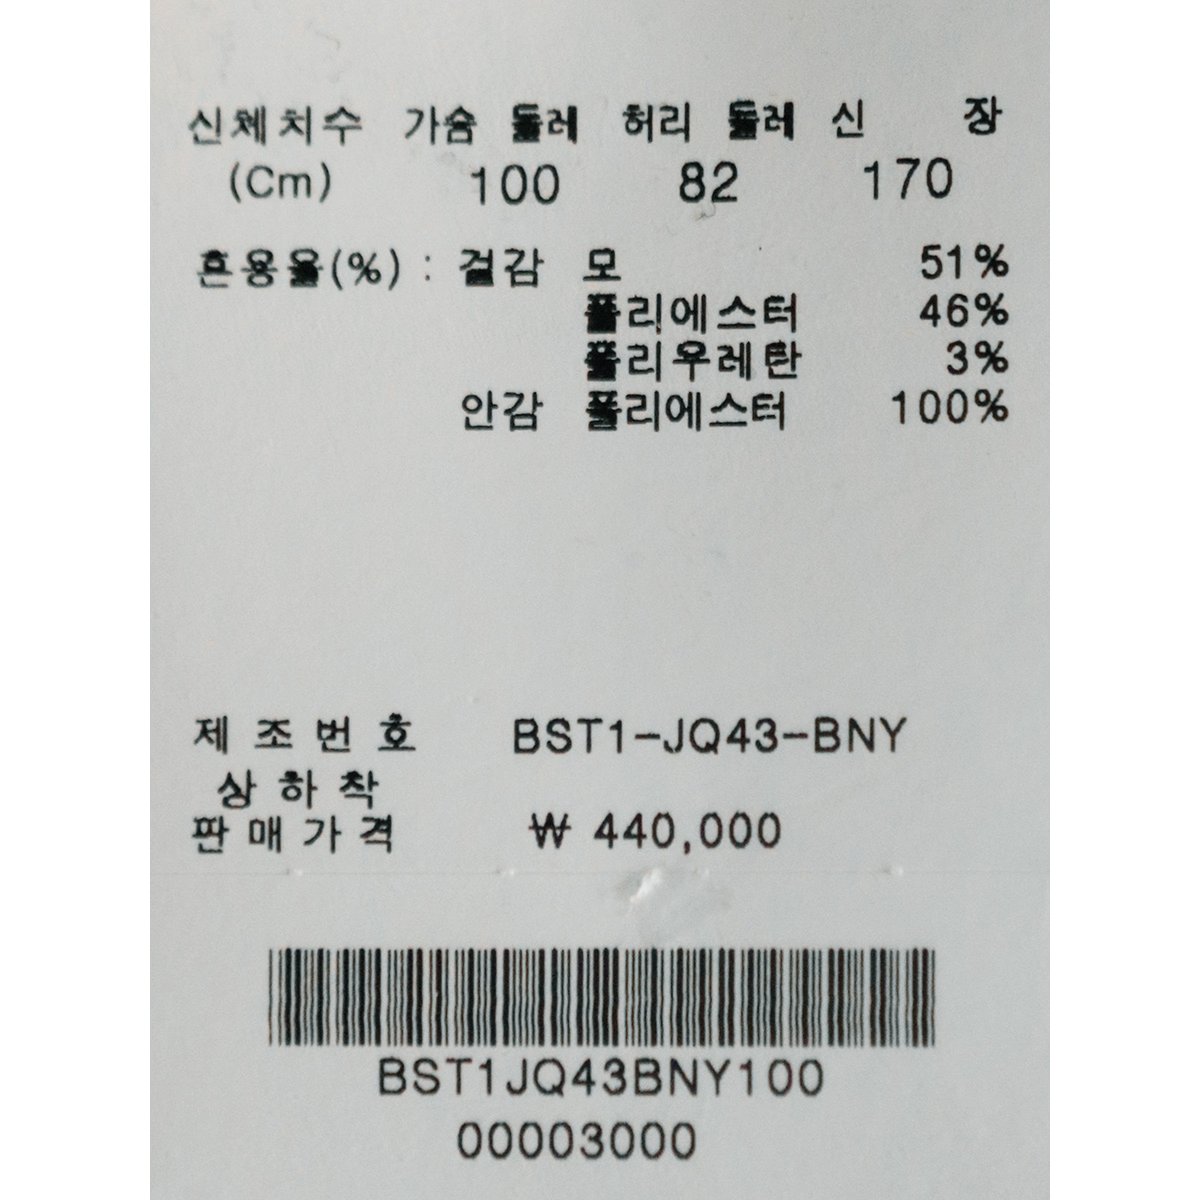 신체치수 가슴 둘레 허리 둘레 신 장
(Cm) 100 82 170
혼용율(%) : 겉감 모 51%
폴리에스터 46%
폴리우레탄 3%
안감 폴리에스터 100%
제조번호 BST1-JQ43-BNY
상하착
판매가격 ₩ 440,000
BST1JQ43BNY100
00003000